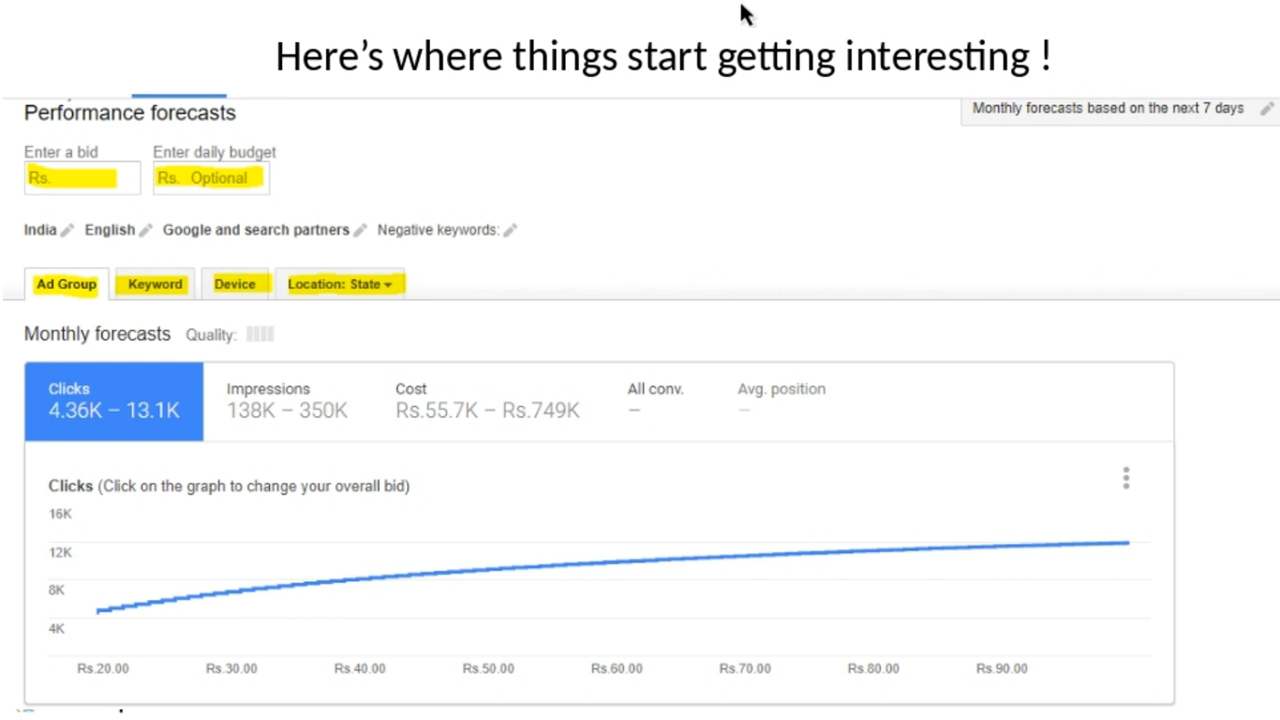 Here’s where things start getting interesting !
Performance forecasts
Monthly forecasts based on the next 7 days
Enter a bid Enter daily budget
Rs. Rs. Optional
India English Google and search partners Negative keywords:
Ad Group Keyword Device Location: State
Monthly forecasts Quality:
Clicks Impressions Cost All conv. Avg. position
4.36K – 13.1K 138K – 350K Rs.55.7K – Rs.749K – –
Clicks (Click on the graph to change your overall bid)
16K
12K
8K
4K
Rs.20.00 Rs.30.00 Rs.40.00 Rs.50.00 Rs.60.00 Rs.70.00 Rs.80.00 Rs.90.00